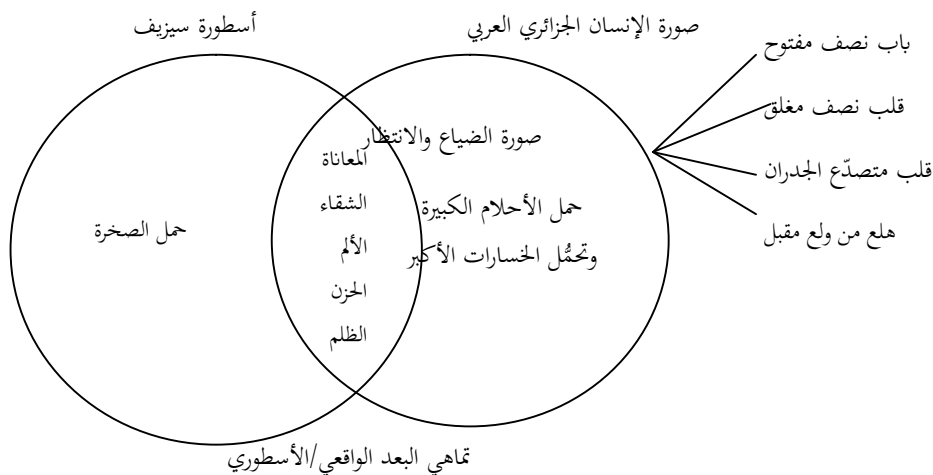 صورة الإنسان الجزائري العربي
أسطورة سيزيف
باب نصف مفتوح
قلب نصف مغلق
قلب متصدّع الجدران
هلع من ولع مقبل
صورة الضياع والانتظار
حمل الأحلام الكبيرة
وتحمُّل الخسارات الأكبر
المعاناة
الشقاء
الألم
الحزن
الظلم
حمل الصخرة
تماهي البعد الواقعي/الأسطوري